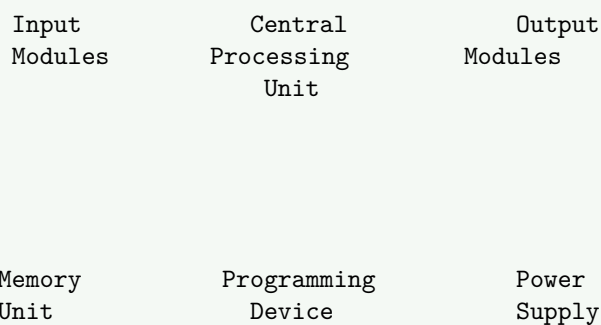 Input Central Output
Modules Processing Modules
Unit
Memory Programming Power
Unit Device Supply